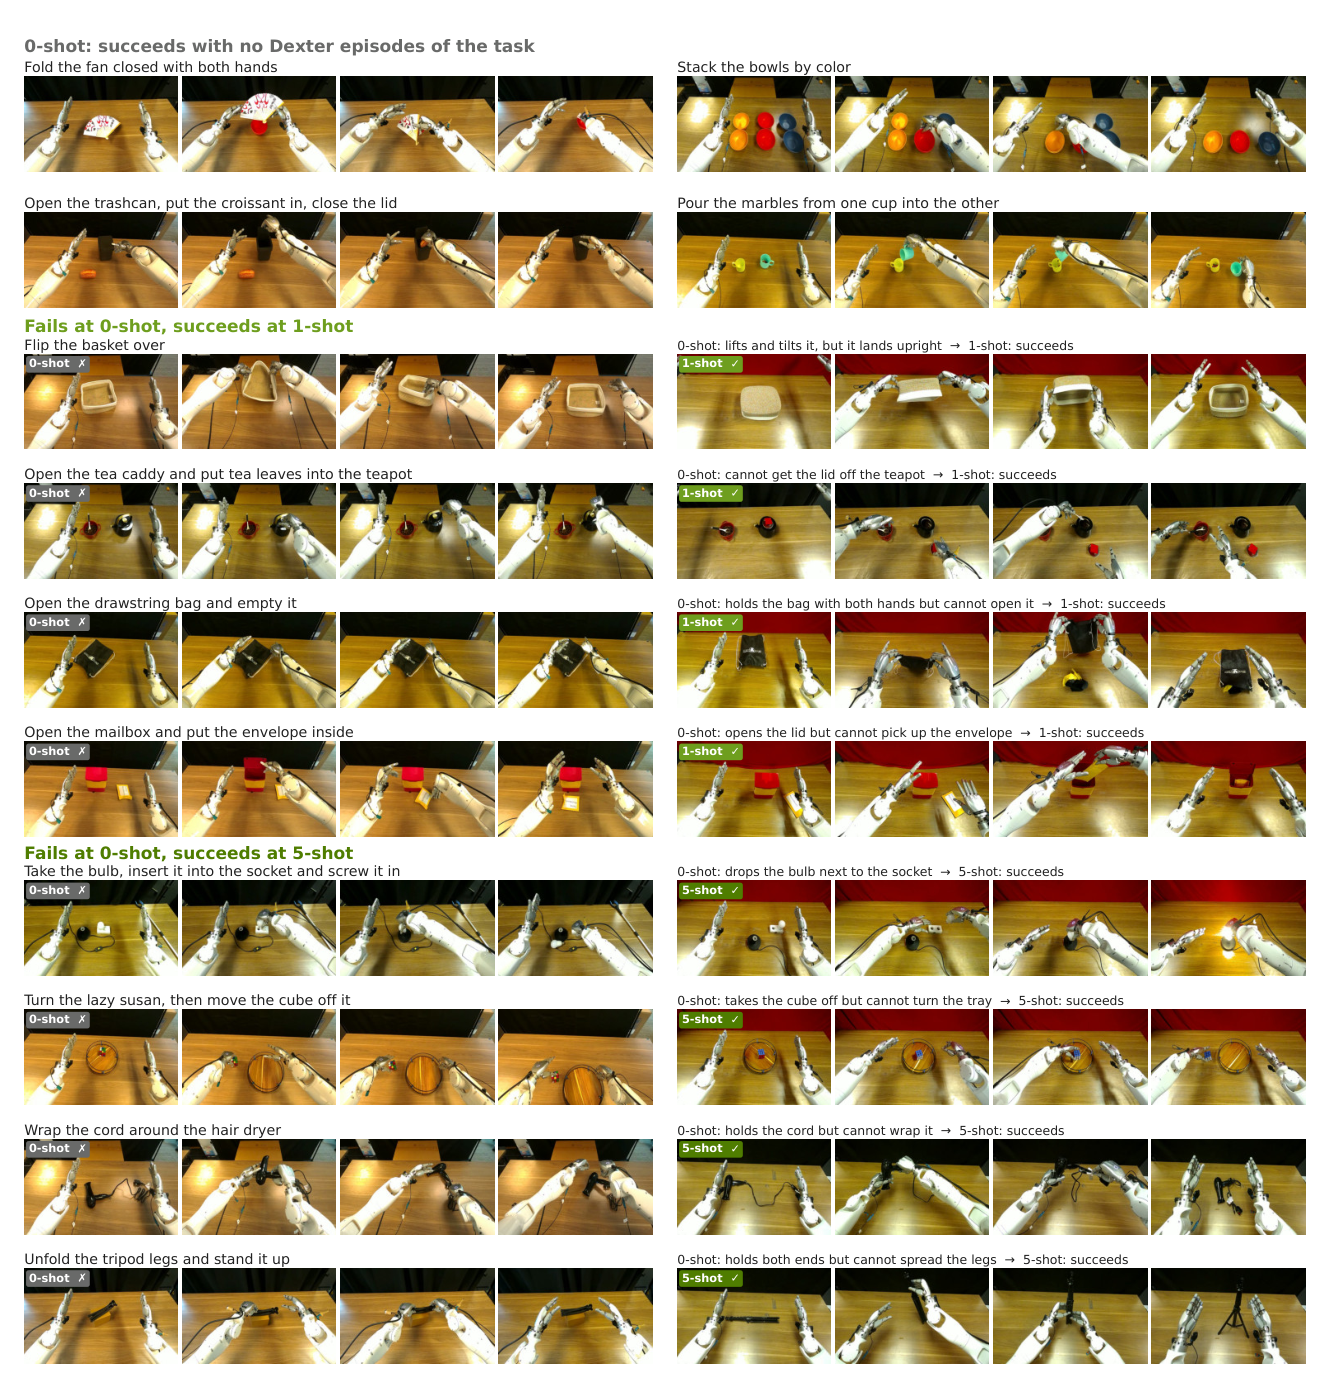 0-shot: succeeds with no Dexter episodes of the task
Fold the fan closed with both hands
Stack the bowls by color
Open the trashcan, put the croissant in, close the lid
Pour the marbles from one cup into the other
Fails at 0-shot, succeeds at 1-shot
Flip the basket over
0-shot: lifts and tilts it, but it lands upright → 1-shot: succeeds
0-shot ✗
1-shot ✓
Open the tea caddy and put tea leaves into the teapot
0-shot: cannot get the lid off the teapot → 1-shot: succeeds
0-shot ✗
1-shot ✓
Open the drawstring bag and empty it
0-shot: holds the bag with both hands but cannot open it → 1-shot: succeeds
0-shot ✗
1-shot ✓
Open the mailbox and put the envelope inside
0-shot: opens the lid but cannot pick up the envelope → 1-shot: succeeds
0-shot ✗
1-shot ✓
Fails at 0-shot, succeeds at 5-shot
Take the bulb, insert it into the socket and screw it in
0-shot: drops the bulb next to the socket → 5-shot: succeeds
0-shot ✗
5-shot ✓
Turn the lazy susan, then move the cube off it
0-shot: takes the cube off but cannot turn the tray → 5-shot: succeeds
0-shot ✗
5-shot ✓
Wrap the cord around the hair dryer
0-shot: holds the cord but cannot wrap it → 5-shot: succeeds
0-shot ✗
5-shot ✓
Unfold the tripod legs and stand it up
0-shot: holds both ends but cannot spread the legs → 5-shot: succeeds
0-shot ✗
5-shot ✓